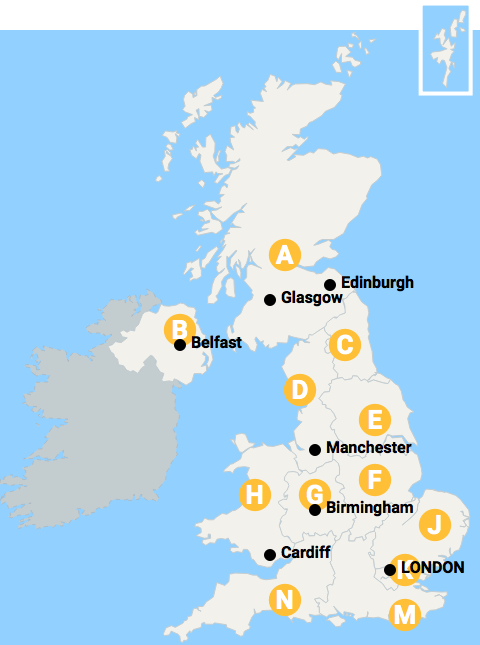 A
Edinburgh
Glasgow
B
Belfast
C
D
E
Manchester
F
H
G
Birmingham
J
Cardiff
K
LONDON
N
M